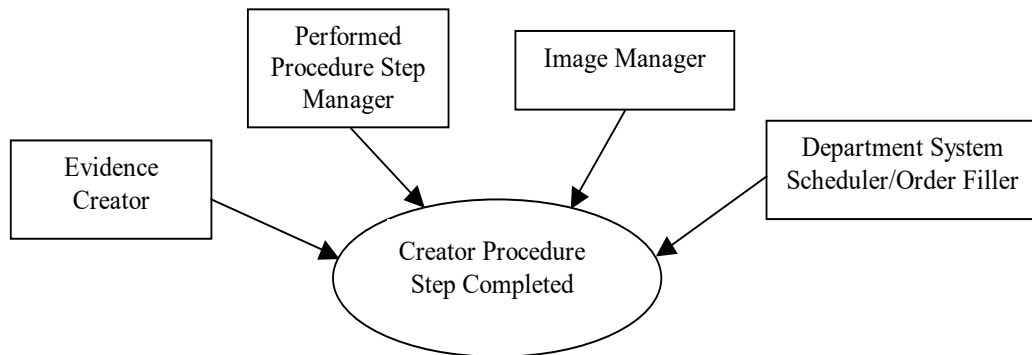 Performed
Procedure Step
Manager
Image Manager
Evidence
Creator
Department System
Scheduler/Order Filler
Creator Procedure
Step Completed